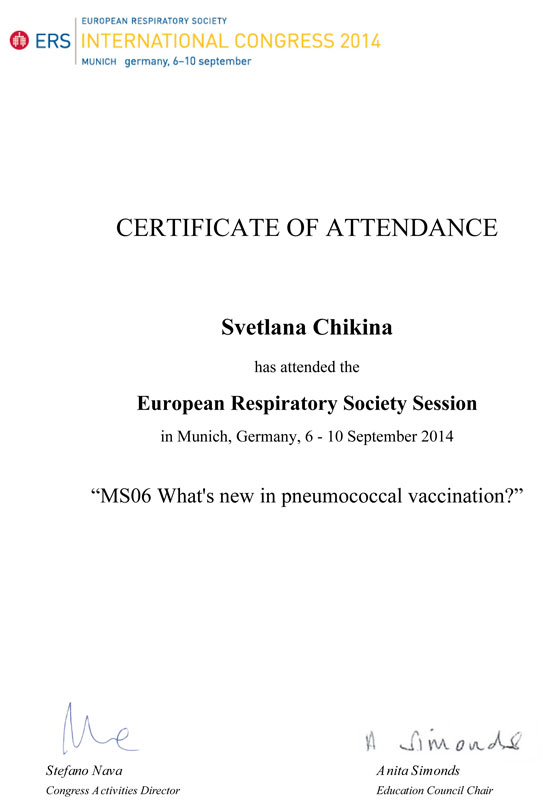 EUROPEAN RESPIRATORY SOCIETY
ERS INTERNATIONAL CONGRESS 2014
MUNICH germany, 6–10 september
CERTIFICATE OF ATTENDANCE
Svetlana Chikina
has attended the
European Respiratory Society Session
in Munich, Germany, 6 - 10 September 2014
“MS06 What's new in pneumococcal vaccination?”
A Simonds
Stefano Nava
Anita Simonds
Congress Activities Director
Education Council Chair